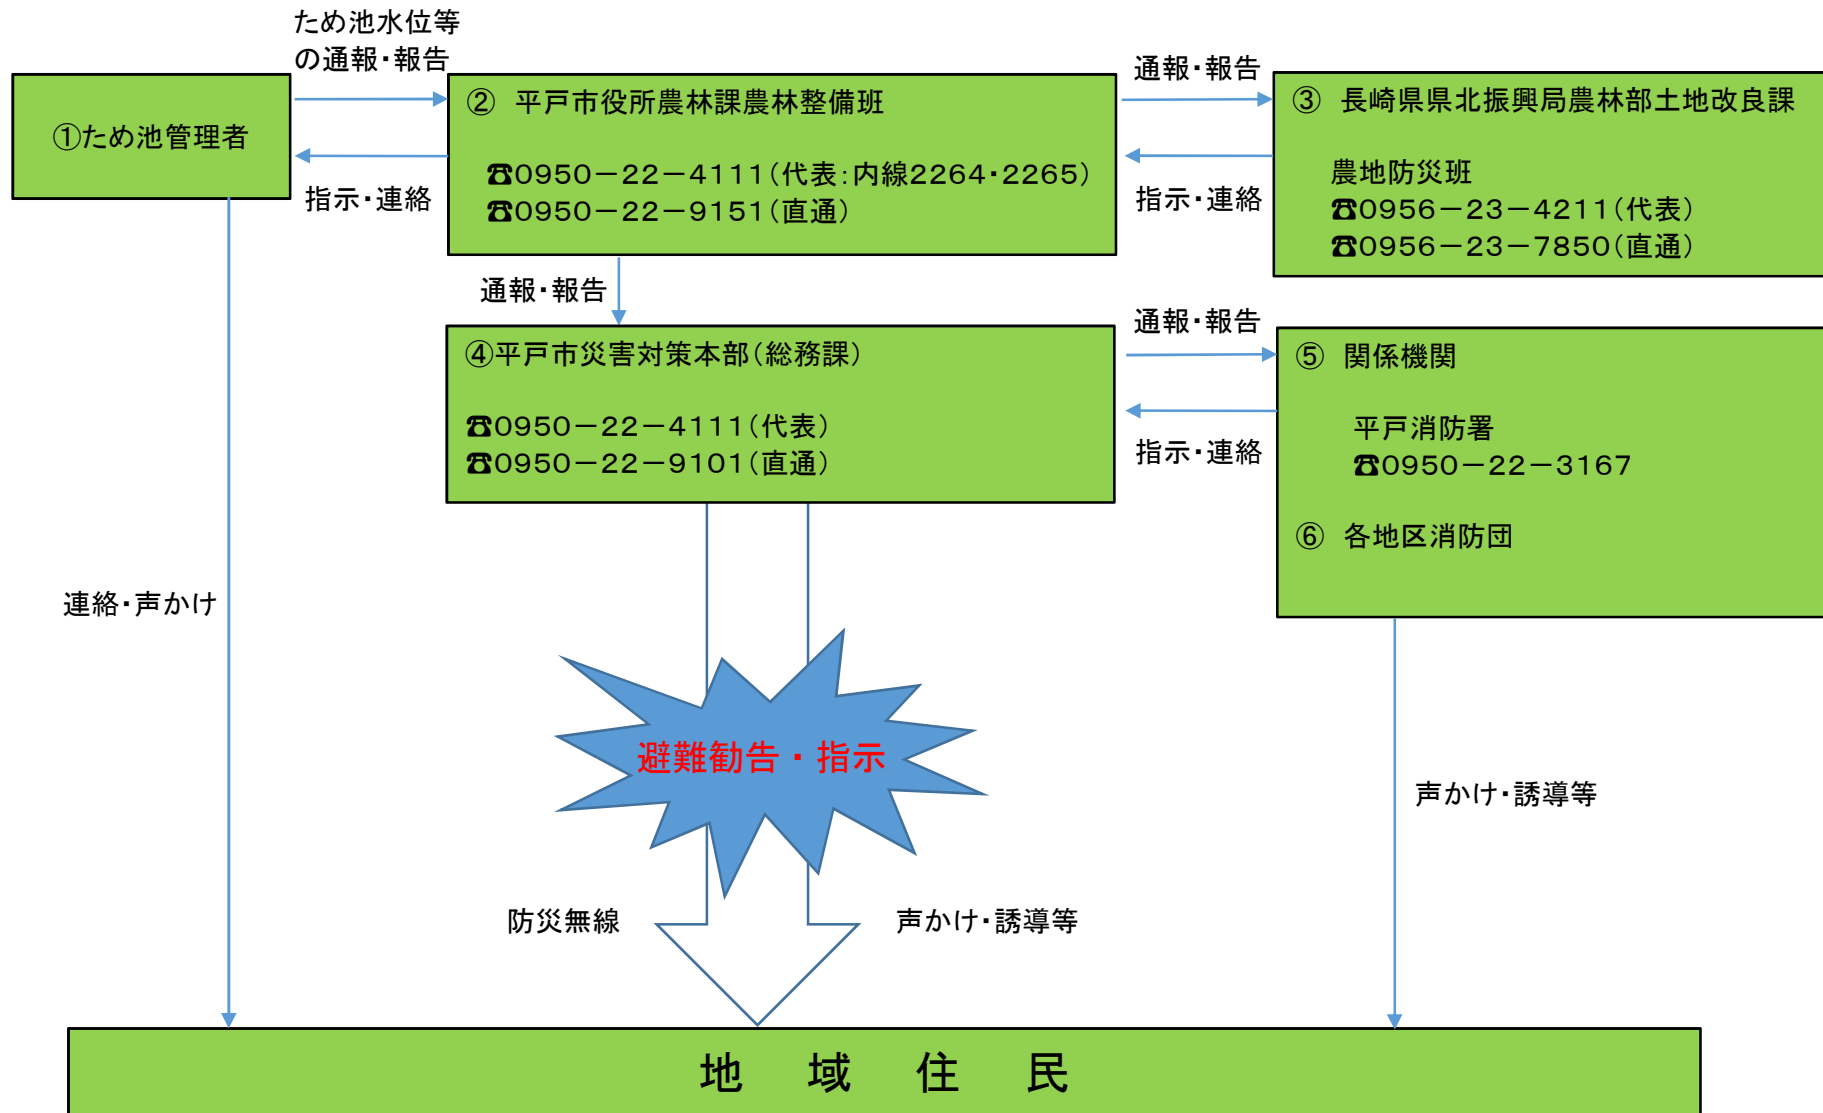 ため池水位等
の通報・報告
①ため池管理者
指示・連絡
② 平戸市役所農林課農林整備班
☎0950－22－4111(代表:内線2264・2265)
☎0950－22－9151(直通)
通報・報告
指示・連絡
③ 長崎県県北振興局農林部土地改良課
農地防災班
☎0956－23－4211(代表)
☎0956－23－7850(直通)
通報・報告
④平戸市災害対策本部(総務課)
☎0950－22－4111(代表)
☎0950－22－9101(直通)
通報・報告
指示・連絡
⑤ 関係機関
平戸消防署
☎0950－22－3167
⑥ 各地区消防団
連絡・声かけ
避難勧告・指示
声かけ・誘導等
防災無線
声かけ・誘導等
地 域 住 民